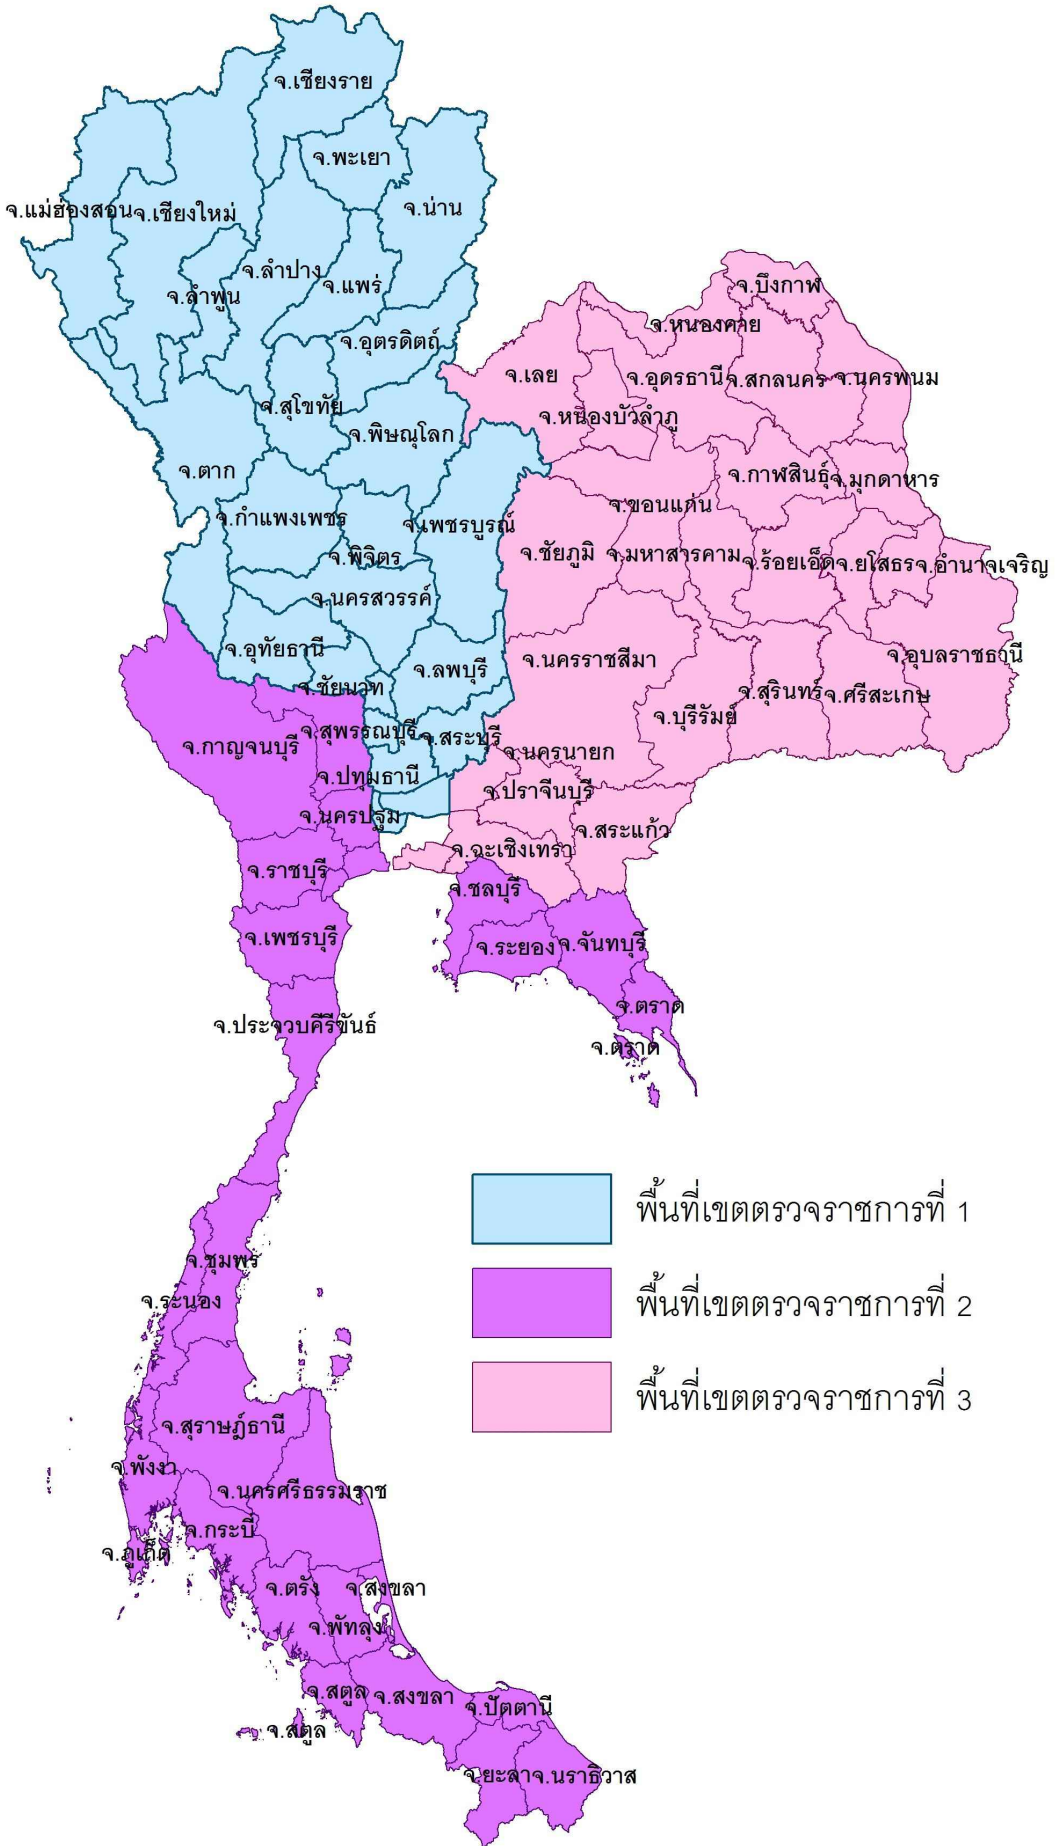 จ.เชียงราย
จ.พะเยา
จ.แม่ฮ่องสอน
จ.เชียงใหม่
จ.น่าน
จ.ลำปาง
จ.แพร่
จ.ลำพูน
จ.บึงกาฬ
จ.หนองคาย
จ.อุตรดิตถ์
จ.เลย
จ.อุดรธานี
จ.สกลนคร
จ.นครพนม
จ.สุโขทัย
จ.หนองบัวลำภู
จ.พิษณุโลก
จ.ตาก
จ.กาฬสินธุ์
จ.มุกดาหาร
จ.ขอนแก่น
จ.กำแพงเพชร
จ.เพชรบูรณ์
จ.พิจิตร
จ.ชัยภูมิ
จ.มหาสารคาม
จ.ร้อยเอ็ด
จ.ยโสธร
จ.อำนาจเจริญ
จ.นครสวรรค์
จ.อุทัยธานี
จ.ลพบุรี
จ.นครราชสีมา
จ.อุบลราชธานี
จ.ชัยนาท
จ.สุรินทร์
จ.ศรีสะเกษ
จ.บุรีรัมย์
จ.กาญจนบุรี
จ.สุพรรณบุรี
จ.สระบุรี
จ.นครนายก
จ.ปทุมธานี
จ.ปราจีนบุรี
จ.นครปฐม
จ.สระแก้ว
จ.ฉะเชิงเทรา
จ.ราชบุรี
จ.ชลบุรี
จ.เพชรบุรี
จ.ระยอง
จ.จันทบุรี
จ.ตราด
จ.ประจวบคีรีขันธ์
จ.ตราด
พื้นที่เขตตรวจราชการที่ 1
จ.ชุมพร
จ.ระนอง
พื้นที่เขตตรวจราชการที่ 2
พื้นที่เขตตรวจราชการที่ 3
จ.สุราษฎ์ธานี
จ.พังงา
จ.นครศรีธรรมราช
จ.กระบี่
จ.ภูเก็ต
จ.ตรัง
จ.สงขลา
จ.พัทลุง
จ.สตูล
จ.สงขลา
จ.ปัตตานี
จ.สตูล
จ.ยะลา
จ.นราธิวาส